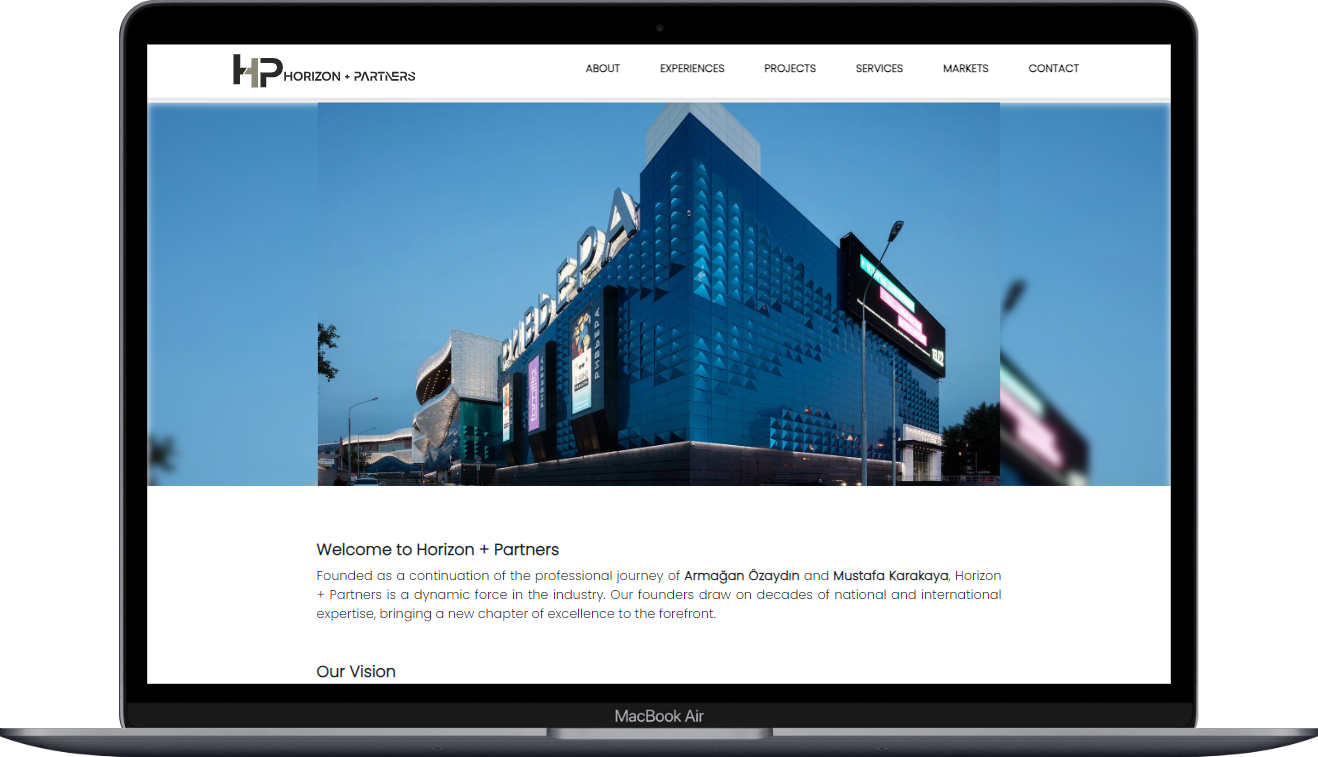 HP HORIZON + PARTNERS
ABOUT EXPERIENCES PROJECTS SERVICES MARKETS CONTACT
РИВЬЕРА
РИВЬЕРА
Welcome to Horizon + Partners
Founded as a continuation of the professional journey of Armağan Özaydın and Mustafa Karakaya, Horizon
+ Partners is a dynamic force in the industry. Our founders draw on decades of national and international
expertise, bringing a new chapter of excellence to the forefront.
Our Vision
MacBook Air